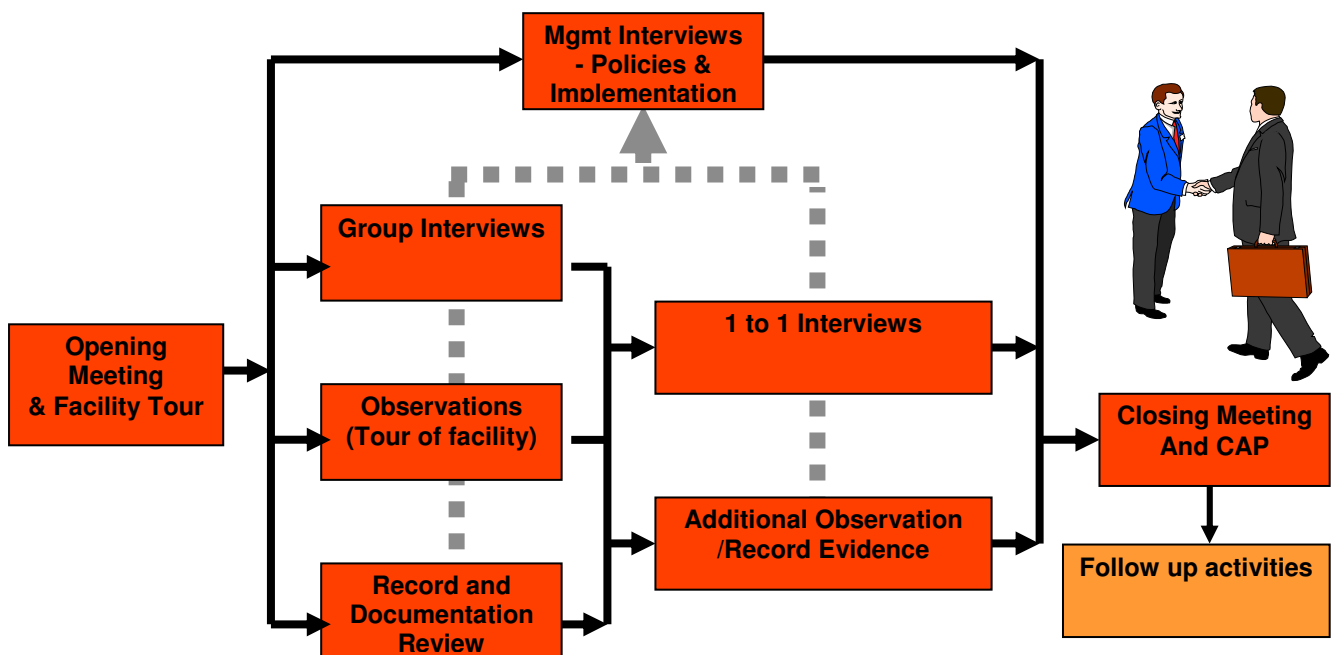 Mgmt Interviews
- Policies &
Implementation
Group Interviews
Opening
Meeting
& Facility Tour
Observations
(Tour of facility)
Record and
Documentation
Review
1 to 1 Interviews
Additional Observation
/Record Evidence
Closing Meeting
And CAP
Follow up activities